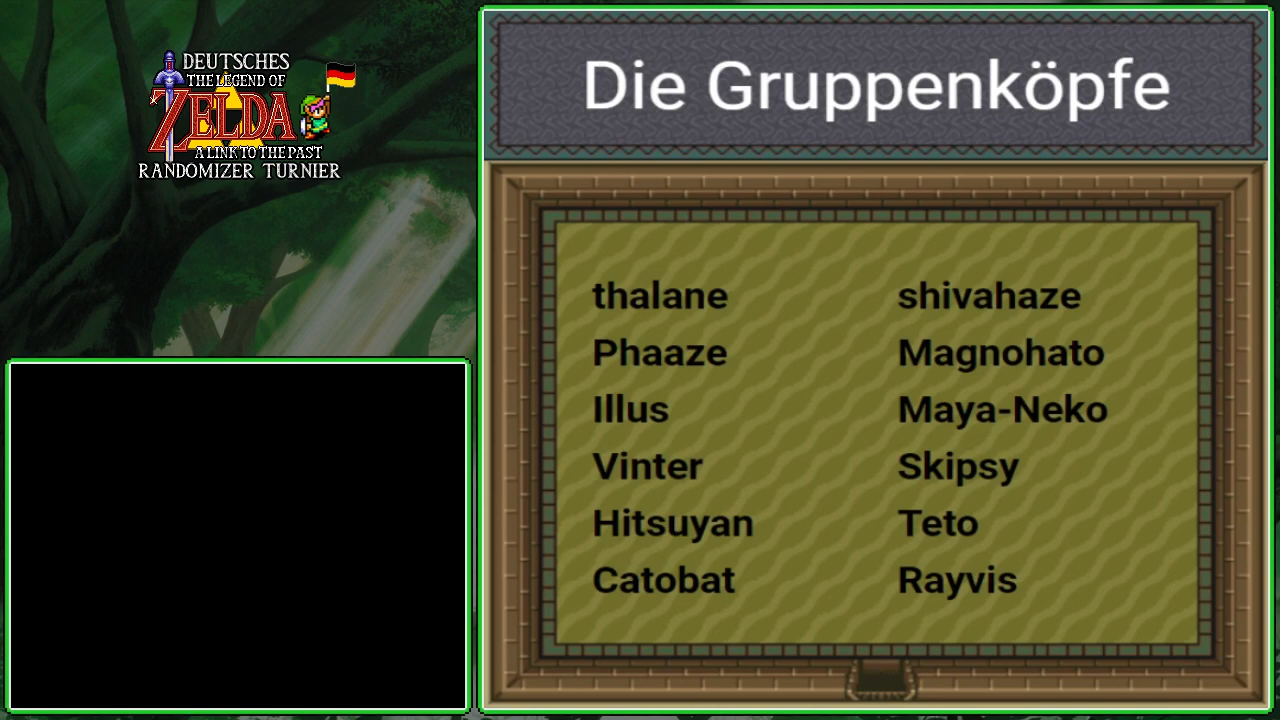 DEUTSCHES
THE LEGEND OF
ZELDA
A LINK TO THE PAST
RANDOMIZER TURNIER
Die Gruppenköpfe
thalane
Phaaze
Illus
Vinter
Hitsuyan
Catobat
shivahaze
Magnohato
Maya-Neko
Skipsy
Teto
Rayvis